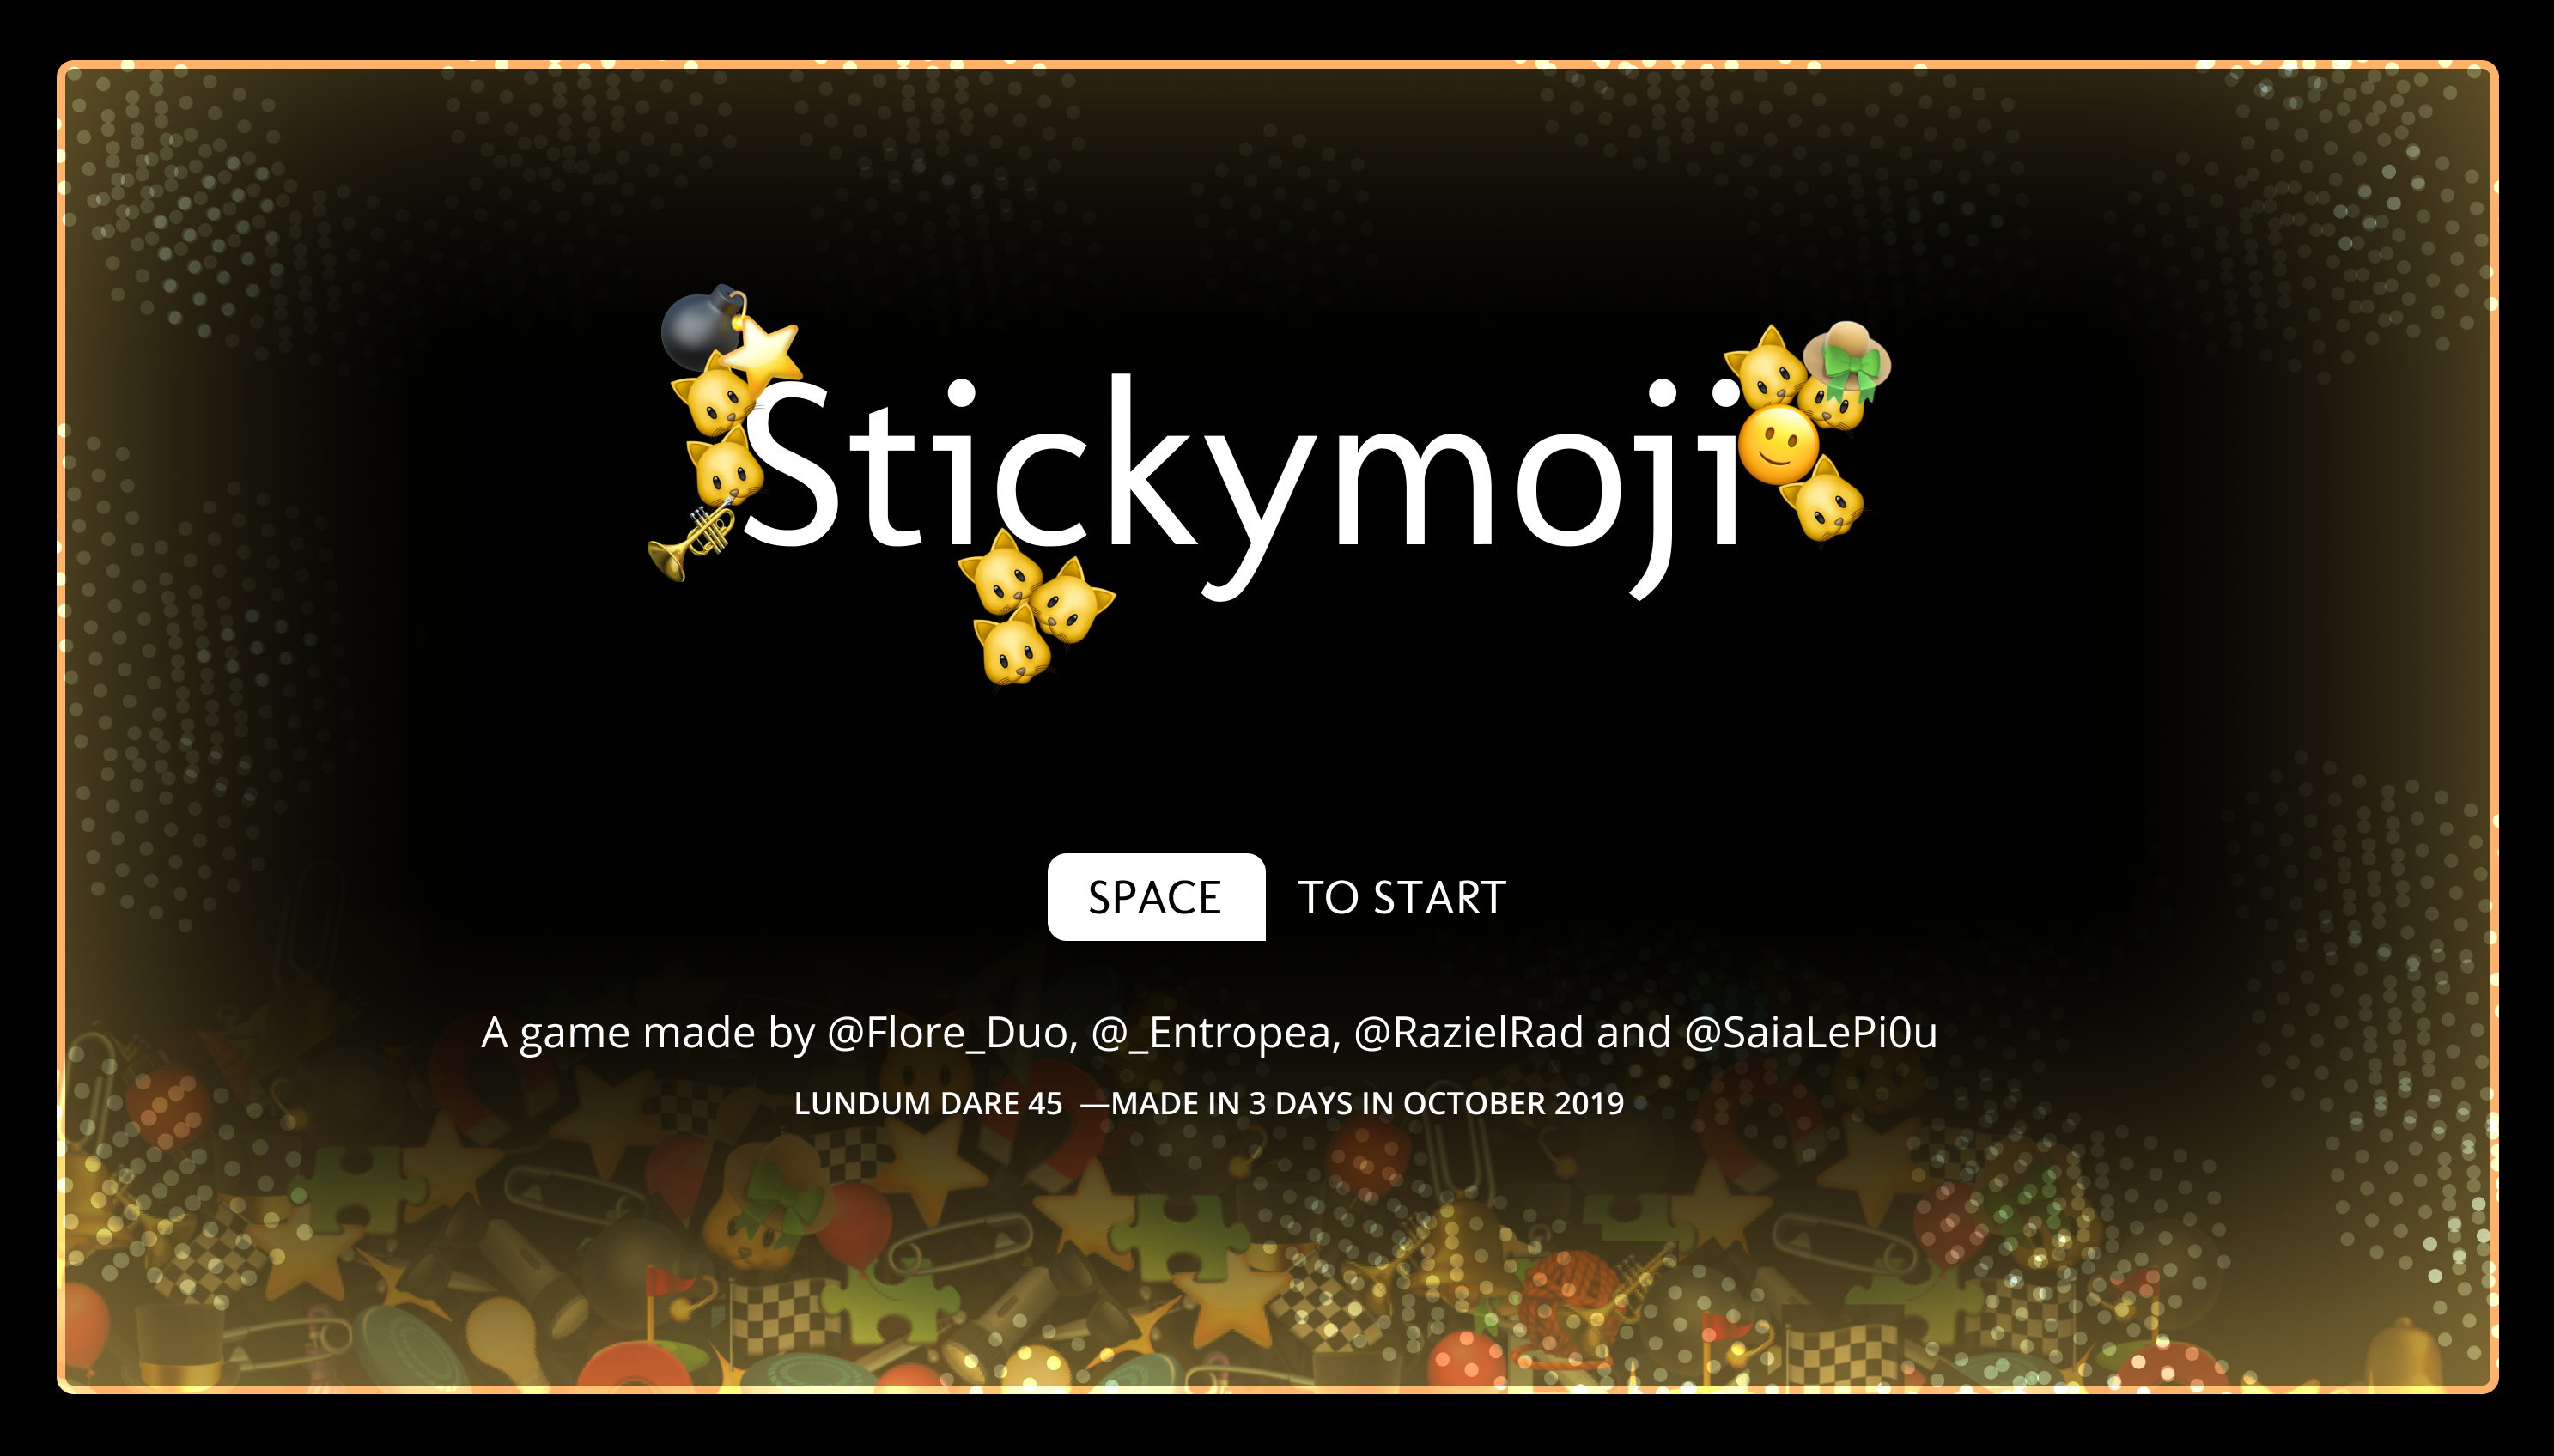 Stickymoji
SPACE TO START
A game made by @Flore_Duo, @_Entropea, @RazielRad and @SaiaLePi0u
LUNDUM DARE 45 —MADE IN 3 DAYS IN OCTOBER 2019